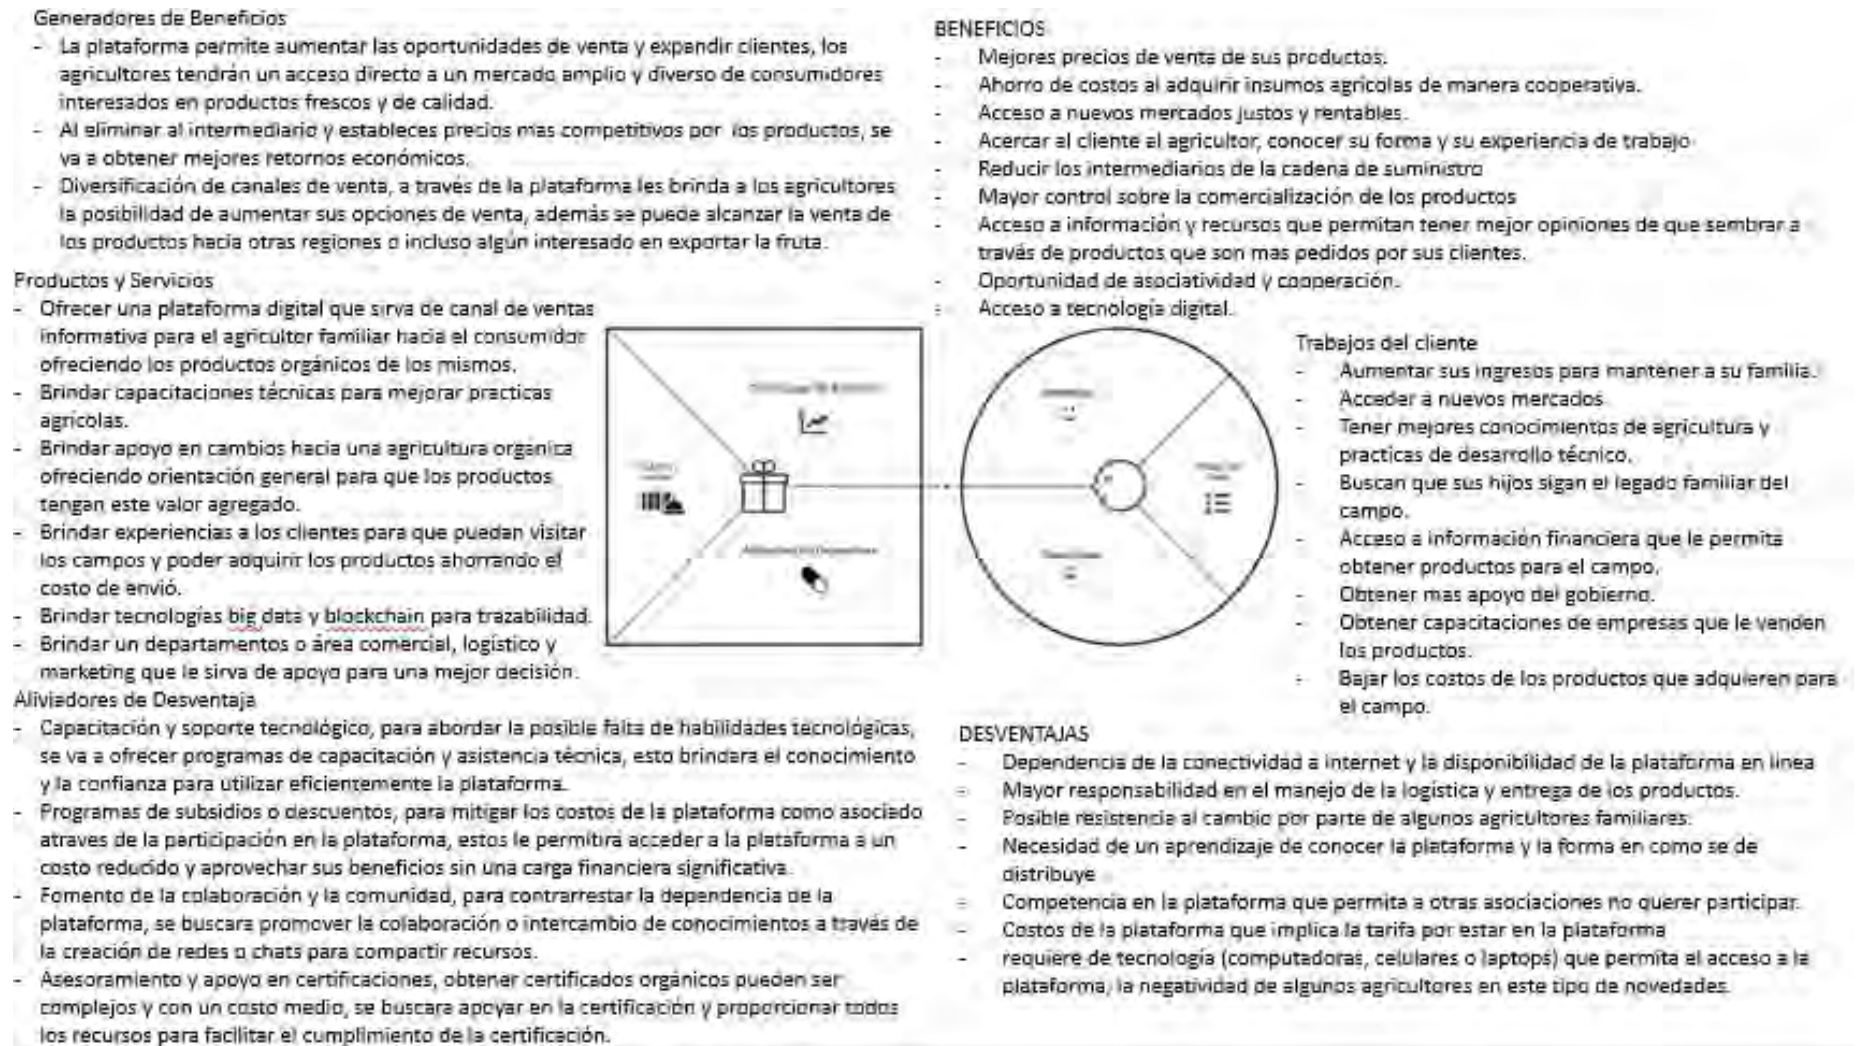 Generadores de Beneficios
- La plataforma permite aumentar las oportunidades de venta y expandir clientes, los
agricultores tendrán un acceso directo a un mercado amplio y diverso de consumidores
interesados en productos frescos y de calidad.
- Al eliminar al intermediario y estableces precios mas competitivos por los productos, se
va a obtener mejores retornos económicos.
- Diversificación de canales de venta, a través de la plataforma les brinda a los agricultores
la posibilidad de aumentar sus opciones de venta, además se puede alcanzar la venta de
los productos hacia otras regiones o incluso algún interesado en exportar la fruta.
Productos y Servicios
- Ofrecer una plataforma digital que sirva de canal de ventas
informativa para el agricultor familiar hacia el consumidor
ofreciendo los productos orgánicos de los mismos.
- Brindar capacitaciones técnicas para mejorar practicas
agrícolas.
- Brindar apoyo en cambios hacia una agricultura orgánica
ofreciendo orientación general para que los productos
tengan este valor agregado.
- Brindar experiencias a los clientes para que puedan visitar
los campos y poder adquirir los productos ahorrando el
costo de envió.
- Brindar tecnologías big data y blockchain para trazabilidad.
- Brindar un departamentos o área comercial, logístico y
marketing que le sirva de apoyo para una mejor decisión.
Aliviadores de Desventaja
- Capacitación y soporte tecnológico, para abordar la posible falta de habilidades tecnológicas,
se va a ofrecer programas de capacitación y asistencia técnica, esto brindara el conocimiento
y la confianza para utilizar eficientemente la plataforma.
- Programas de subsidios o descuentos, para mitigar los costos de la plataforma como asociado
atraves de la participación en la plataforma, estos le permitirá acceder a la plataforma a un
costo reducido y aprovechar sus beneficios sin una carga financiera significativa.
- Fomento de la colaboración y la comunidad, para contrarrestar la dependencia de la
plataforma, se buscara promover la colaboración o intercambio de conocimientos a través de
la creación de redes o chats para compartir recursos.
- Asesoramiento y apoyo en certificaciones, obtener certificados orgánicos pueden ser
complejos y con un costo medio, se buscara apoyar en la certificación y proporcionar todos
los recursos para facilitar el cumplimiento de la certificación.
BENEFICIOS
- Mejores precios de venta de sus productos.
- Ahorro de costos al adquirir insumos agrícolas de manera cooperativa.
- Acceso a nuevos mercados justos y rentables.
- Acercar al cliente al agricultor, conocer su forma y su experiencia de trabajo
- Reducir los intermediarios de la cadena de suministro
- Mayor control sobre la comercialización de los productos
- Acceso a información y recursos que permitan tener mejor opiniones de que sembrar a
través de productos que son mas pedidos por sus clientes.
- Oportunidad de asociatividad y cooperación.
- Acceso a tecnología digital.
Trabajos del cliente
- Aumentar sus ingresos para mantener a su familia.
- Acceder a nuevos mercados
- Tener mejores conocimientos de agricultura y
practicas de desarrollo técnico.
- Buscan que sus hijos sigan el legado familiar del
campo.
- Acceso a información financiera que le permita
obtener productos para el campo.
- Obtener mas apoyo del gobierno.
- Obtener capacitaciones de empresas que le venden
los productos.
- Bajar los costos de los productos que adquieren para
el campo.
DESVENTAJAS
- Dependencia de la conectividad a internet y la disponibilidad de la plataforma en linea
- Mayor responsabilidad en el manejo de la logística y entrega de los productos.
- Posible resistencia al cambio por parte de algunos agricultores familiares.
- Necesidad de un aprendizaje de conocer la plataforma y la forma en como se de
distribuye
- Competencia en la plataforma que permita a otras asociaciones no querer participar.
- Costos de la plataforma que implica la tarifa por estar en la plataforma
- requiere de tecnología (computadoras, celulares o laptops) que permita el acceso a la
plataforma, la negatividad de algunos agricultores en este tipo de novedades.